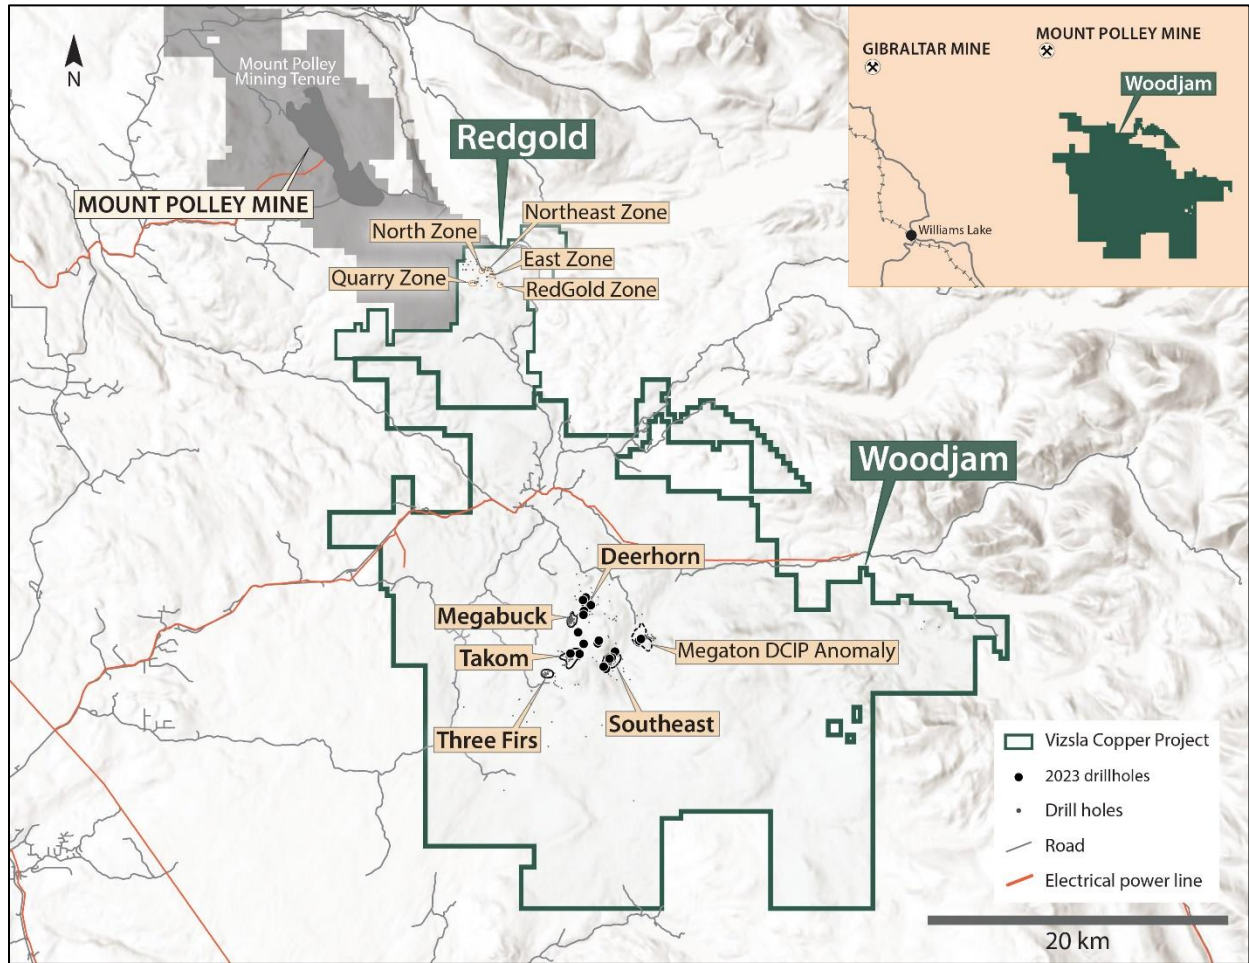 N
Mount Polley
Mining Tenure
MOUNT POLLEY MINE
Redgold
North Zone
Northeast Zone
East Zone
Quarry Zone
RedGold Zone
GIBRALTAR MINE
MOUNT POLLEY MINE
Woodjam
Williams Lake
Woodjam
Deerhorn
Megabuck
Takom
Megaton DCIP Anomaly
Three Firs
Southeast
Vizsla Copper Project
2023 drillholes
Drill holes
Road
Electrical power line
20 km